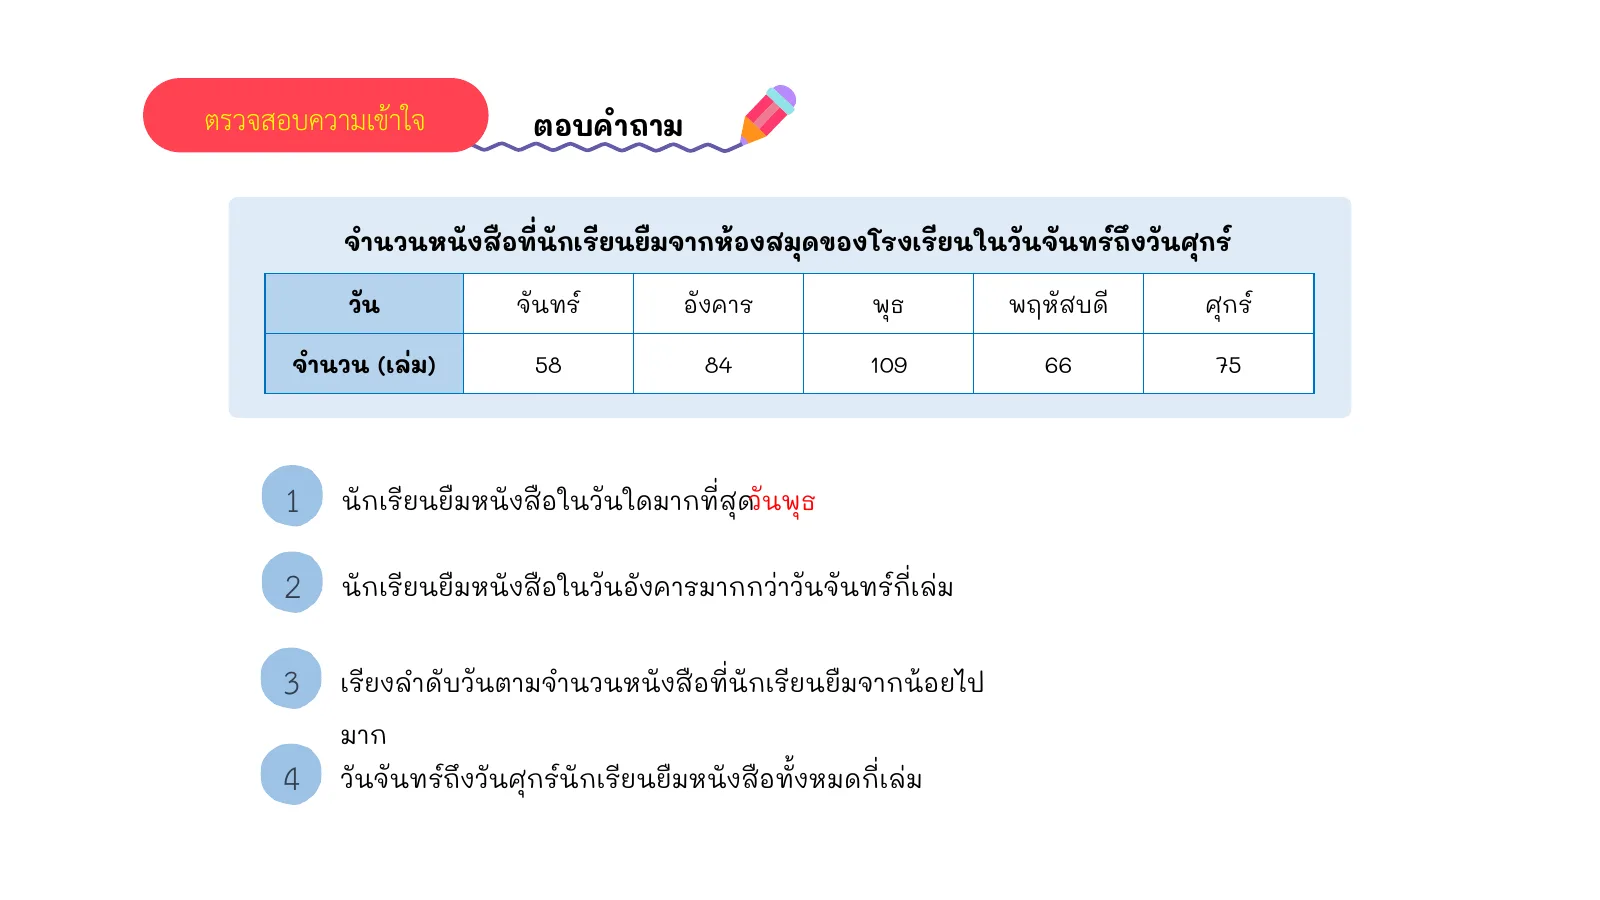 ตรวจสอบความเข้าใจ
ตอบคำถาม
จำนวนหนังสือที่นักเรียนยืมจากห้องสมุดของโรงเรียนในวันจันทร์ถึงวันศุกร์
วัน จันทร์ อังคาร พุธ พฤหัสบดี ศุกร์
จำนวน (เล่ม) 58 84 109 66 75
1 นักเรียนยืมหนังสือในวันใดมากที่สุด วันพุธ
2 นักเรียนยืมหนังสือในวันอังคารมากกว่าวันจันทร์กี่เล่ม
3 เรียงลำดับวันตามจำนวนหนังสือที่นักเรียนยืมจากน้อยไป
มาก
4 วันจันทร์ถึงวันศุกร์นักเรียนยืมหนังสือทั้งหมดกี่เล่ม